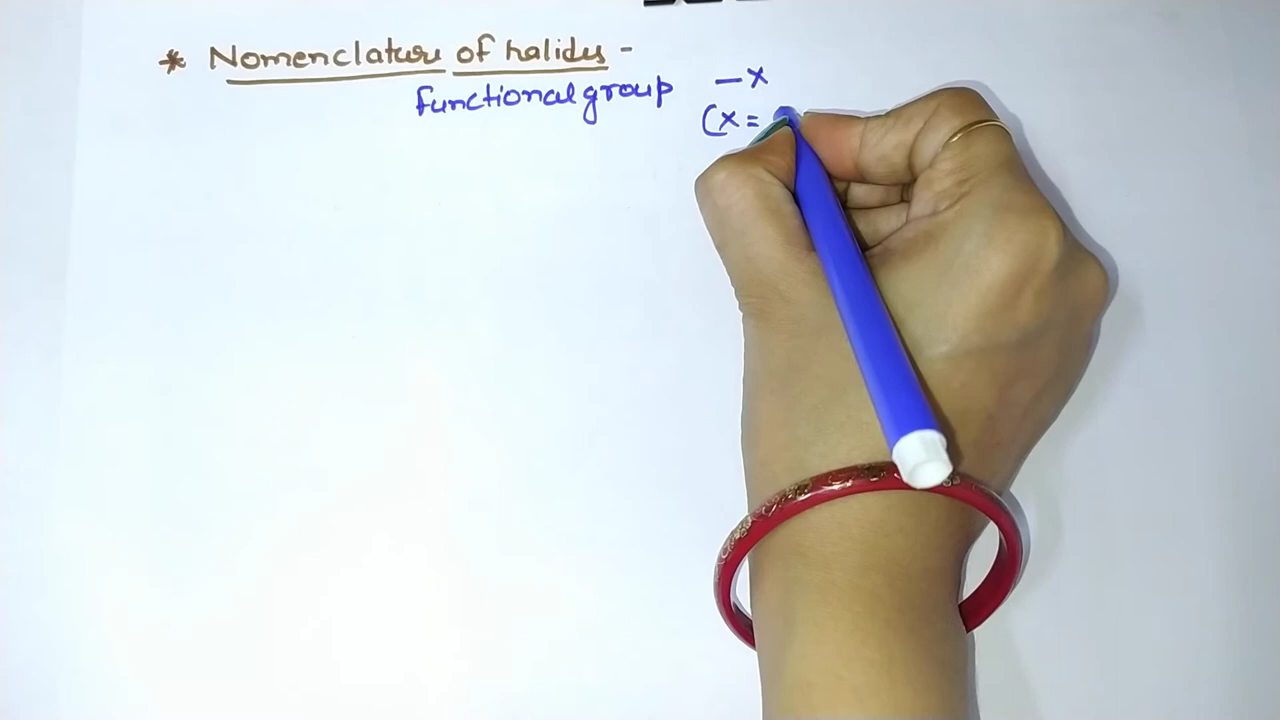 * Nomenclature of halides -
functional group -X
(X=